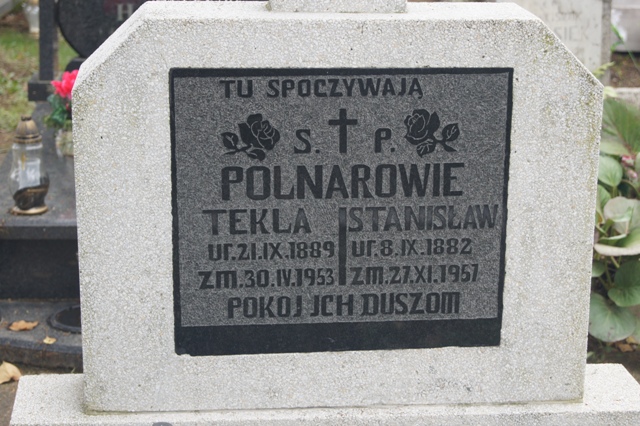 TU SPOCZYWAJĄ
Ś. P.
POLNAROWIE
TEKLA STANISŁAW
ur. 21.IX.1889 ur. 8.IX.1882
zm. 30.IV.1953 zm. 27.XI.1957
POKÓJ JCH DUSZOM